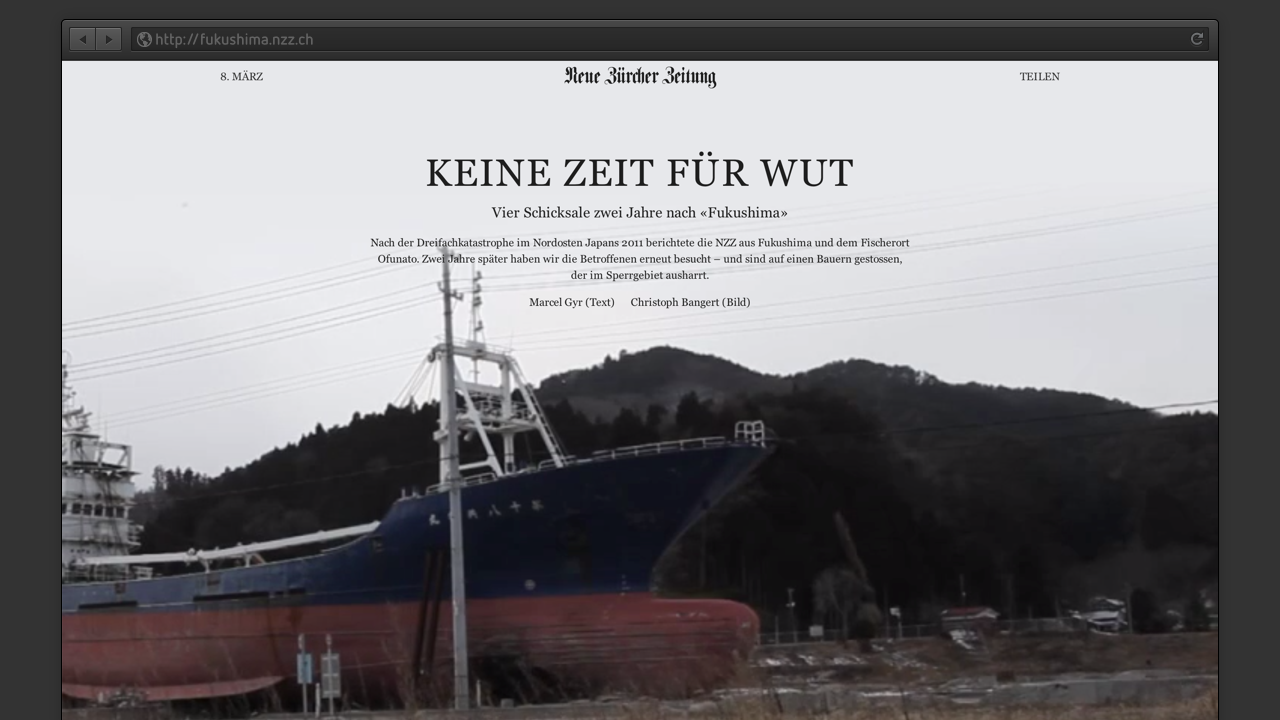 http://fukushima.nzz.ch
8. MÄRZ
Neue Zürcher Zeitung
TEILEN
KEINE ZEIT FÜR WUT
Vier Schicksale zwei Jahre nach «Fukushima»
Nach der Dreifachkatastrophe im Nordosten Japans 2011 berichtete die NZZ aus Fukushima und dem Fischerort
Ofunato. Zwei Jahre später haben wir die Betroffenen erneut besucht – und sind auf einen Bauern gestossen,
der im Sperrgebiet ausharrt.
Marcel Gyr (Text) Christoph Bangert (Bild)